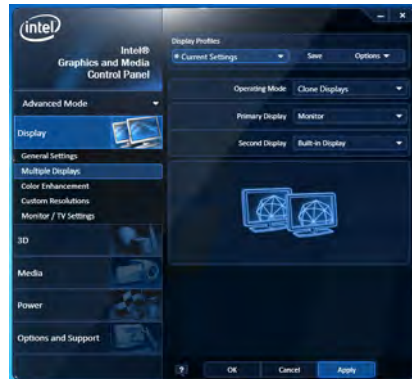 intel
Intel®
Graphics and Media
Control Panel
Advanced Mode
Display
General Settings
Multiple Displays
Color Enhancement
Custom Resolutions
Monitor / TV Settings
3D
Media
Power
Options and Support
Display Profiles
* Current Settings
Save
Options
Operating Mode
Clone Displays
Primary Display
Monitor
Second Display
Built-in Display
?
OK
Cancel
Apply